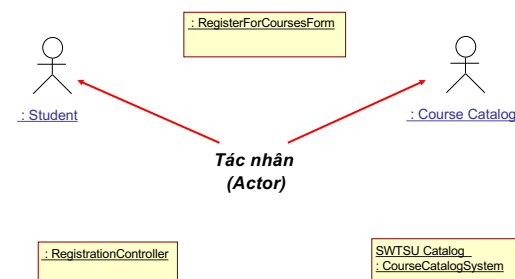 : RegisterForCoursesForm
: Student
: Course Catalog
Tác nhân
(Actor)
: RegistrationController
SWTSU Catalog
: CourseCatalogSystem